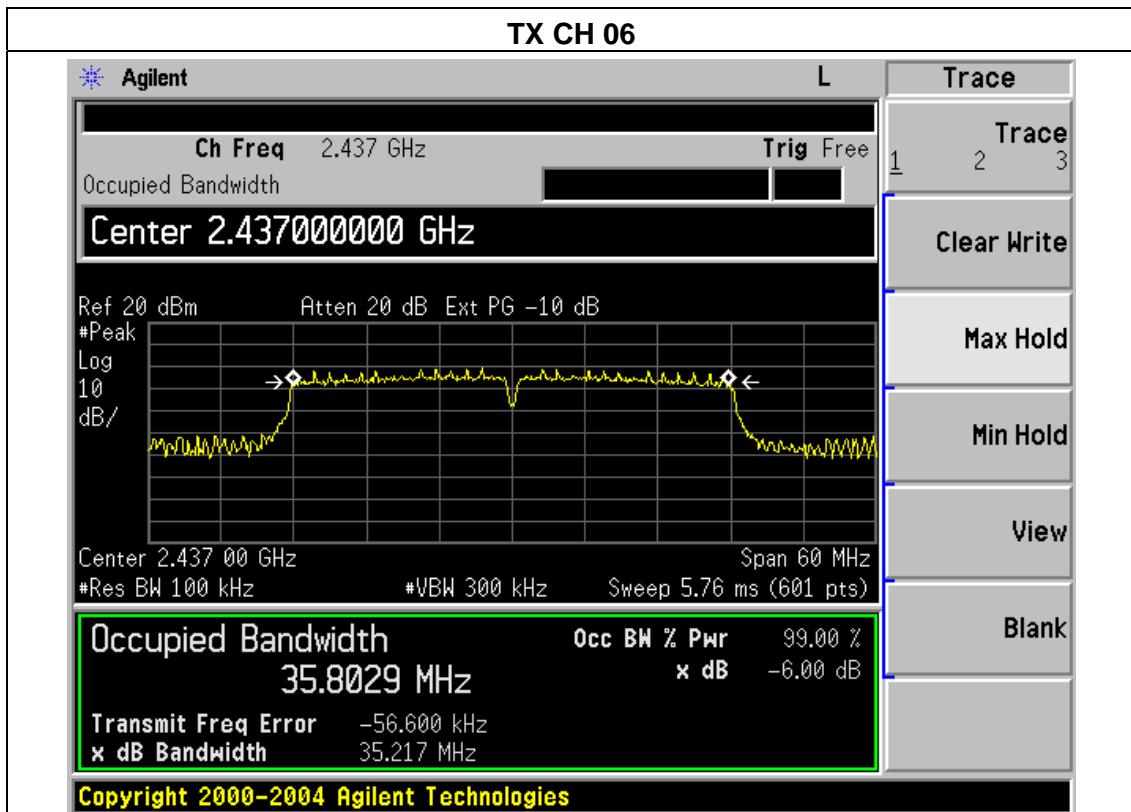 TX CH 06
Agilent L Trace
Ch Freq 2.437 GHz Trig Free
Occupied Bandwidth
Center 2.437000000 GHz
Ref 20 dBm Atten 20 dB Ext PG -10 dB
#Peak
Log
10
dB/
Center 2.437 00 GHz Span 60 MHz
#Res BW 100 kHz #VBW 300 kHz Sweep 5.76 ms (601 pts)
Occupied Bandwidth Occ BW % Pwr 99.00 %
35.8029 MHz x dB -6.00 dB
Transmit Freq Error -56.600 kHz
x dB Bandwidth 35.217 MHz
Trace
1 2 3
Clear Write
Max Hold
Min Hold
View
Blank
Copyright 2000-2004 Agilent Technologies